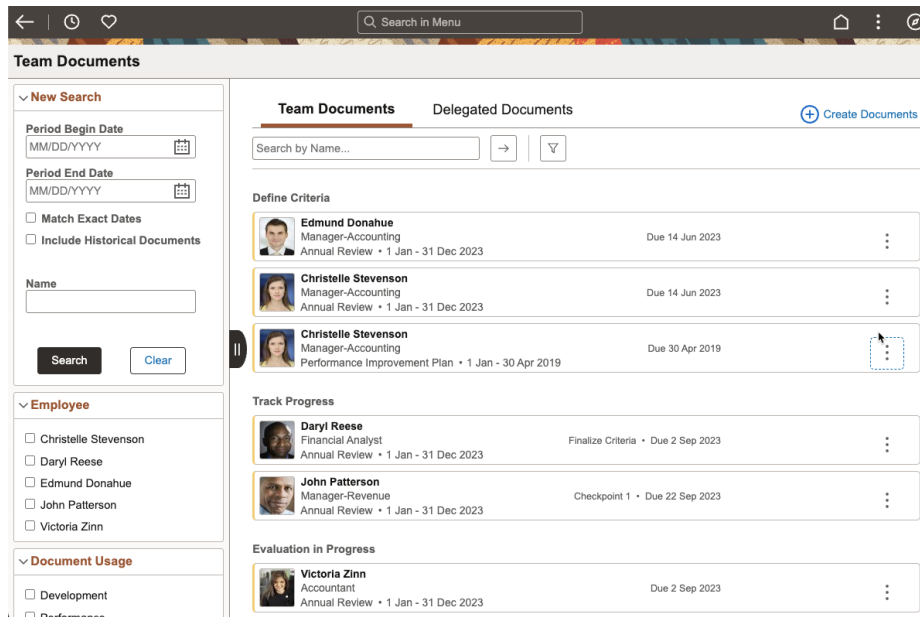 Search in Menu
Team Documents
New Search
Period Begin Date
MM/DD/YYYY
Period End Date
MM/DD/YYYY
Match Exact Dates
Include Historical Documents
Name
Search
Clear
Employee
Christelle Stevenson
Daryl Reese
Edmund Donahue
John Patterson
Victoria Zinn
Document Usage
Development
Performance
Team Documents
Delegated Documents
Create Documents
Search by Name...
Define Criteria
Edmund Donahue
Manager-Accounting
Due 14 Jun 2023
Annual Review • 1 Jan - 31 Dec 2023
Christelle Stevenson
Manager-Accounting
Due 14 Jun 2023
Annual Review • 1 Jan - 31 Dec 2023
Christelle Stevenson
Manager-Accounting
Due 30 Apr 2019
Performance Improvement Plan • 1 Jan - 30 Apr 2019
Track Progress
Daryl Reese
Financial Analyst
Finalize Criteria • Due 2 Sep 2023
Annual Review • 1 Jan - 31 Dec 2023
John Patterson
Manager-Revenue
Checkpoint 1 • Due 22 Sep 2023
Annual Review • 1 Jan - 31 Dec 2023
Evaluation in Progress
Victoria Zinn
Accountant
Due 2 Sep 2023
Annual Review • 1 Jan - 31 Dec 2023